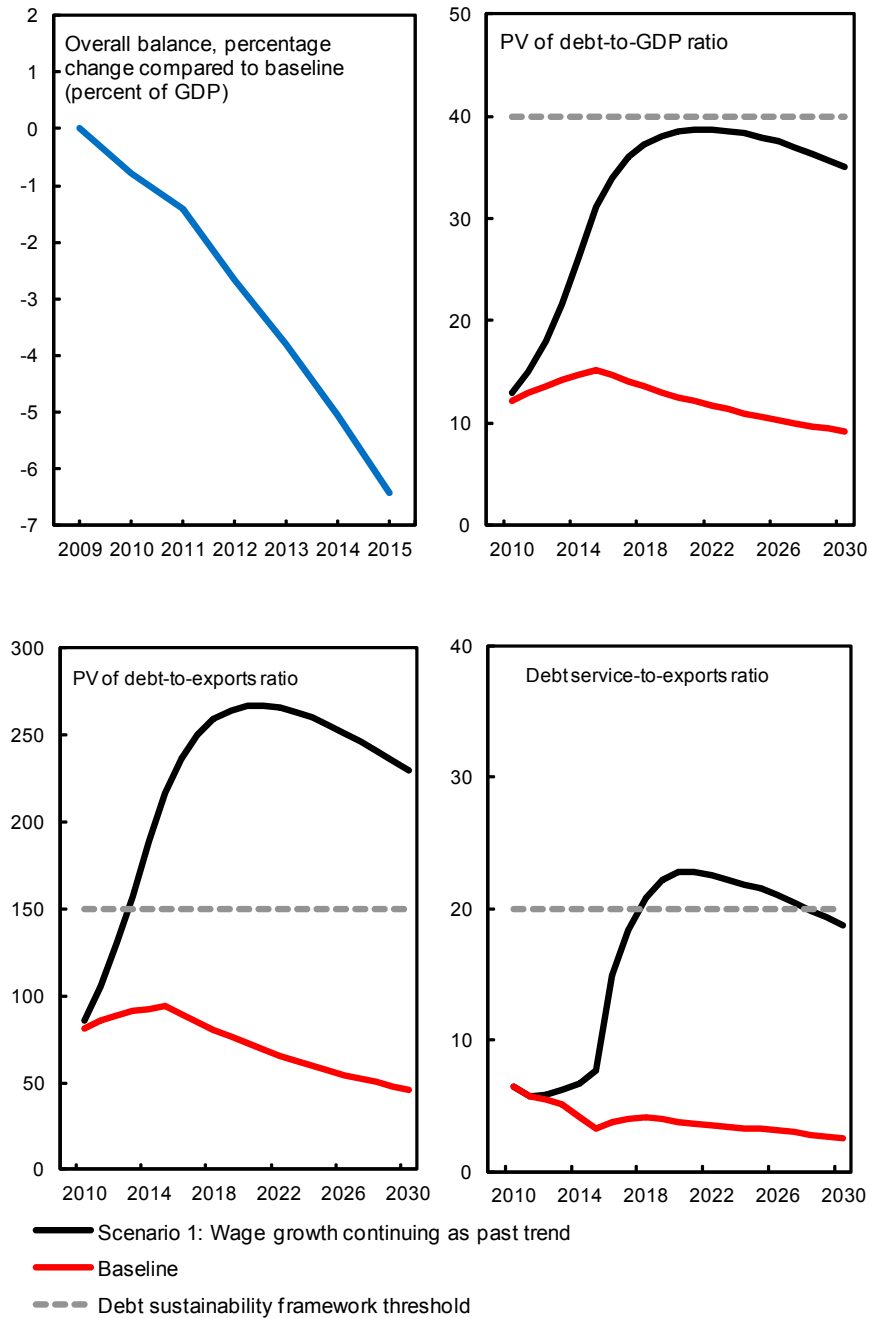 Overall balance, percentage
change compared to baseline
(percent of GDP)
2
1
0
-1
-2
-3
-4
-5
-6
-7
2009 2010 2011 2012 2013 2014 2015
PV of debt-to-GDP ratio
50
40
30
20
10
0
2010 2014 2018 2022 2026 2030
PV of debt-to-exports ratio
300
250
200
150
100
50
0
2010 2014 2018 2022 2026 2030
Debt service-to-exports ratio
40
30
20
10
0
2010 2014 2018 2022 2026 2030
Scenario 1: Wage growth continuing as past trend
Baseline
Debt sustainability framework threshold